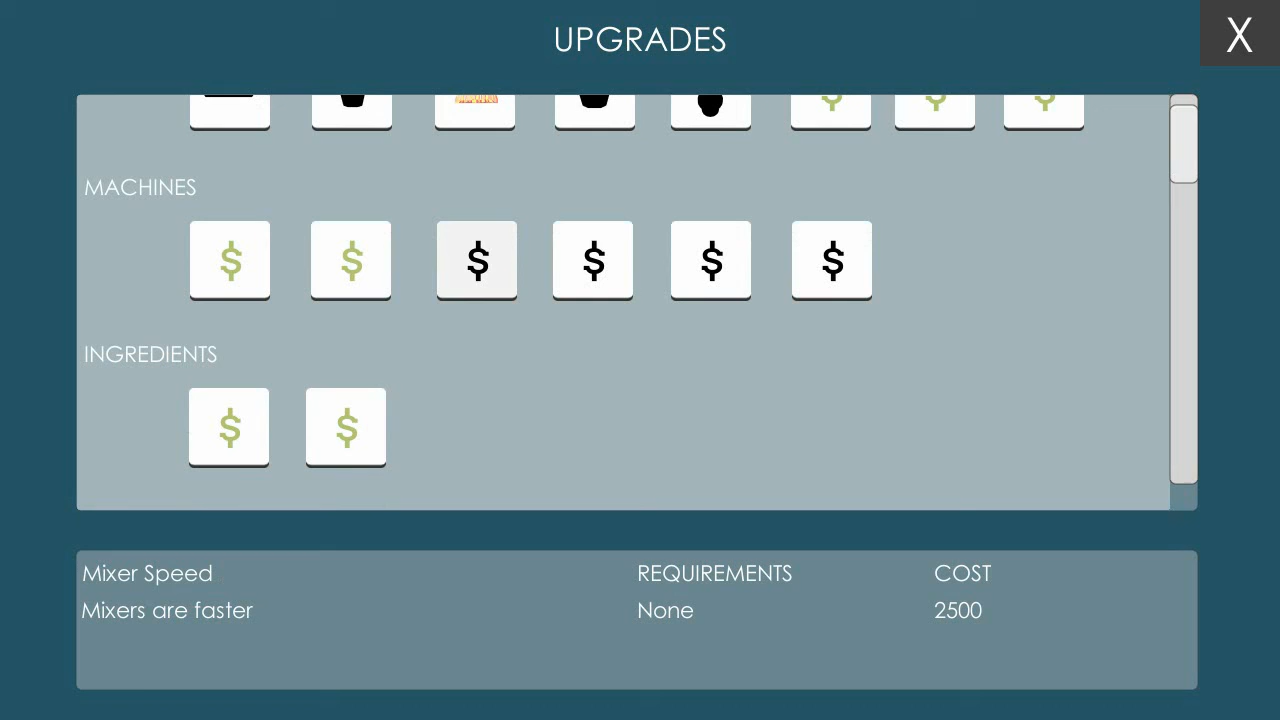 UPGRADES
X
$ $ $
MACHINES
$ $ $ $ $ $
INGREDIENTS
$ $
Mixer Speed
REQUIREMENTS
COST
Mixers are faster
None
2500